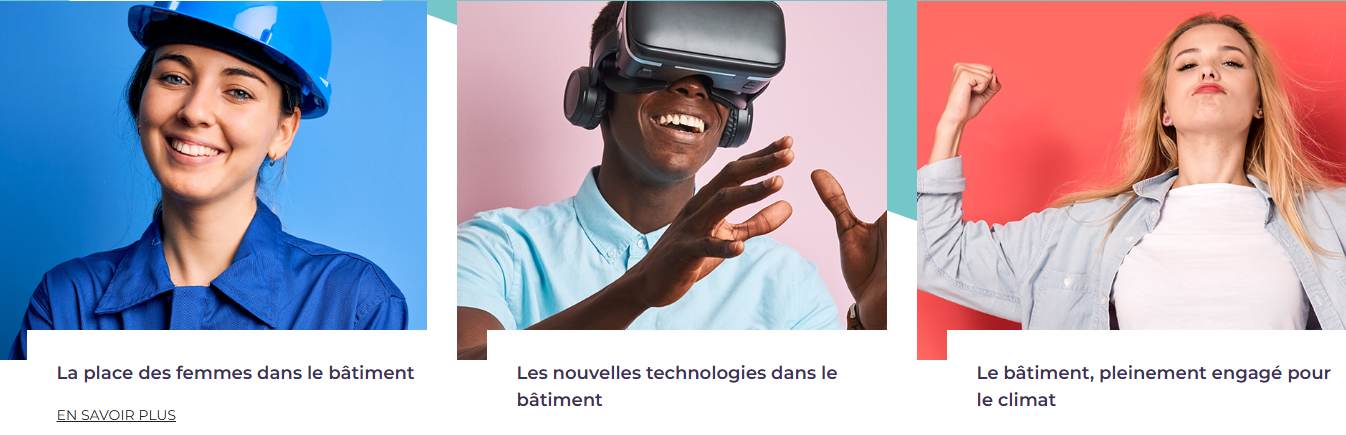 La place des femmes dans le bâtiment
EN SAVOIR PLUS
Les nouvelles technologies dans le
bâtiment
Le bâtiment, pleinement engagé pour
le climat